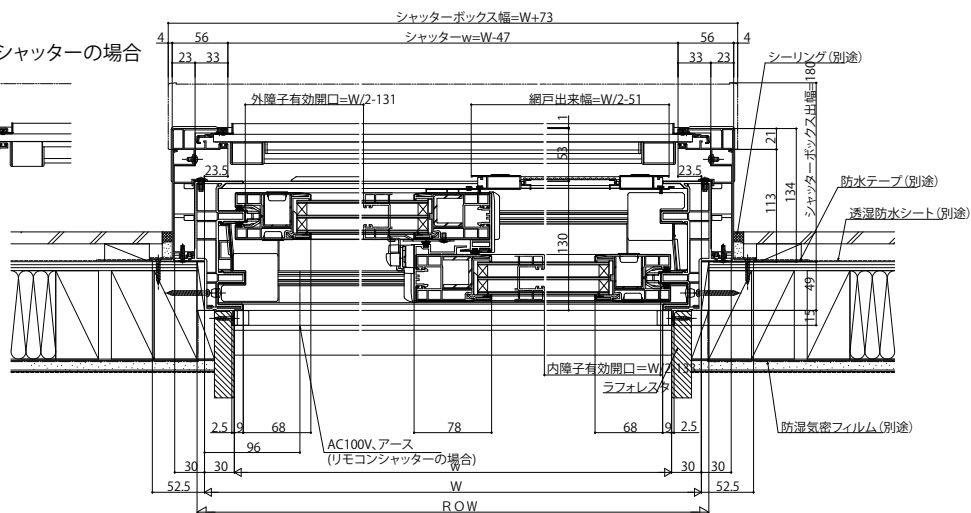 シャッターボックス幅=W+73
シャッターの場合
4 56 シャッターw=W-47 56 4
23 33 33 23
シーリング(別途)
外障子有効開口=W/2-131
網戸出来幅=W/2-51
1
シャッターボックス出幅=180
21
53
134
23.5 23.5
防水テープ(別途)
113
透湿防水シート(別途)
130
49
15
内障子有効開口=W/2-133
ラフォレスタ
2.5 9 68 78 68 9 2.5
防湿気密フィルム(別途)
96
AC100V、アース
(リモコンシャッターの場合)
30 30 w 30 30
52.5 W 52.5
ROW